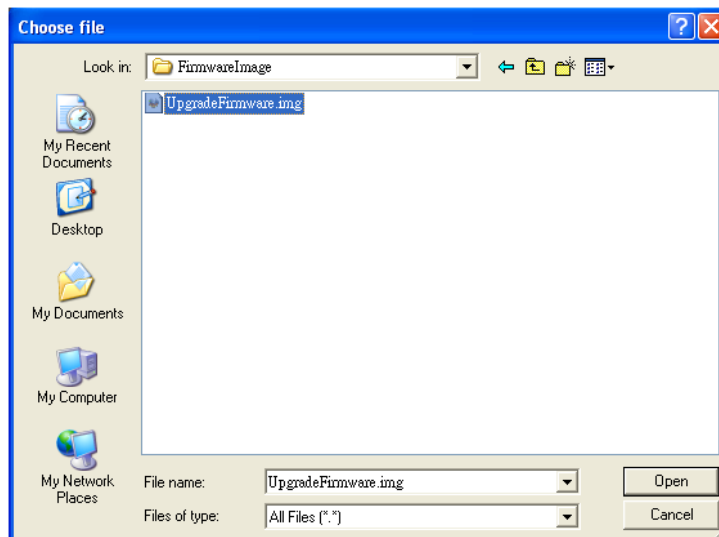 Choose file
Look in:
FirmwareImage
UpgradeFirmware.img
My Recent
Documents
Desktop
My Documents
My Computer
My Network
Places
File name:
UpgradeFirmware.img
Open
Files of type:
All Files (*.*)
Cancel